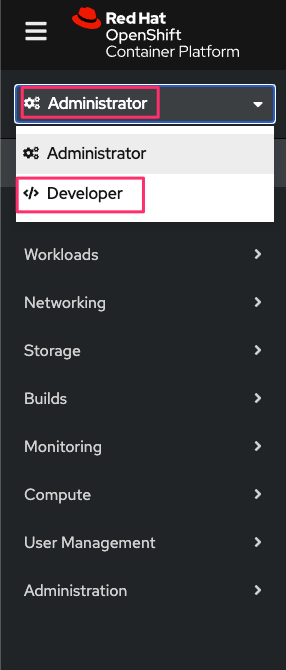 Red Hat
OpenShift
Container Platform
Administrator
Administrator
Developer
Workloads
Networking
Storage
Builds
Monitoring
Compute
User Management
Administration